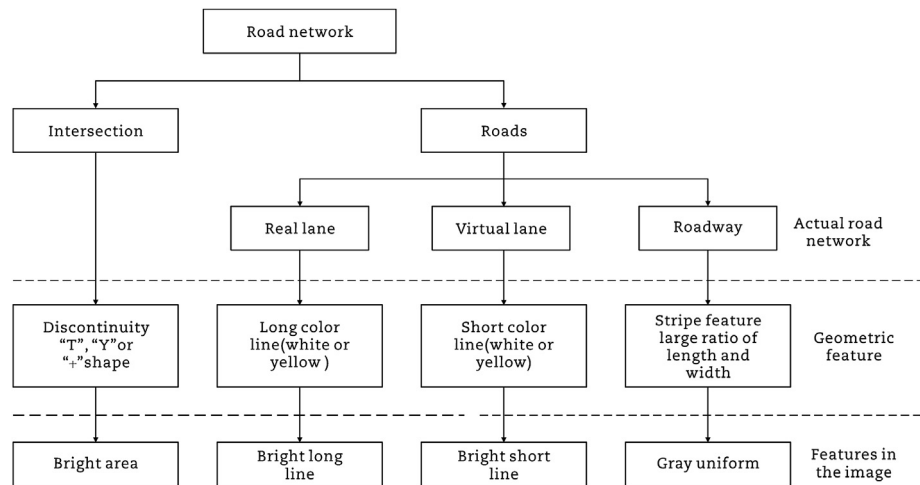 Road network
Intersection
Roads
Real lane
Virtual lane
Roadway
Actual road
network
Discontinuity
“T”, “Y”or
“+”shape
Long color
line(white or
yellow )
Short color
line(white or
yellow)
Stripe feature
large ratio of
length and
width
Geometric
feature
Bright area
Bright long
line
Bright short
line
Gray uniform
Features in
the image